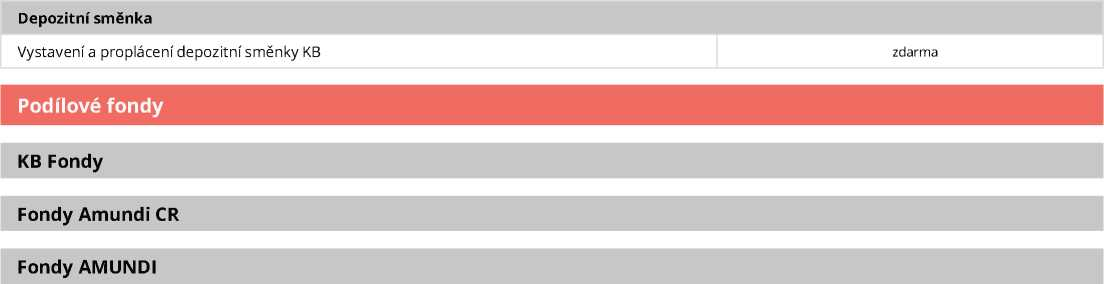 Depozitní směnka
Vystavení a proplácení depozitní směnky KB zdarma
Podílové fondy
KB Fondy
Fondy Amundi CR
Fondy AMUNDI